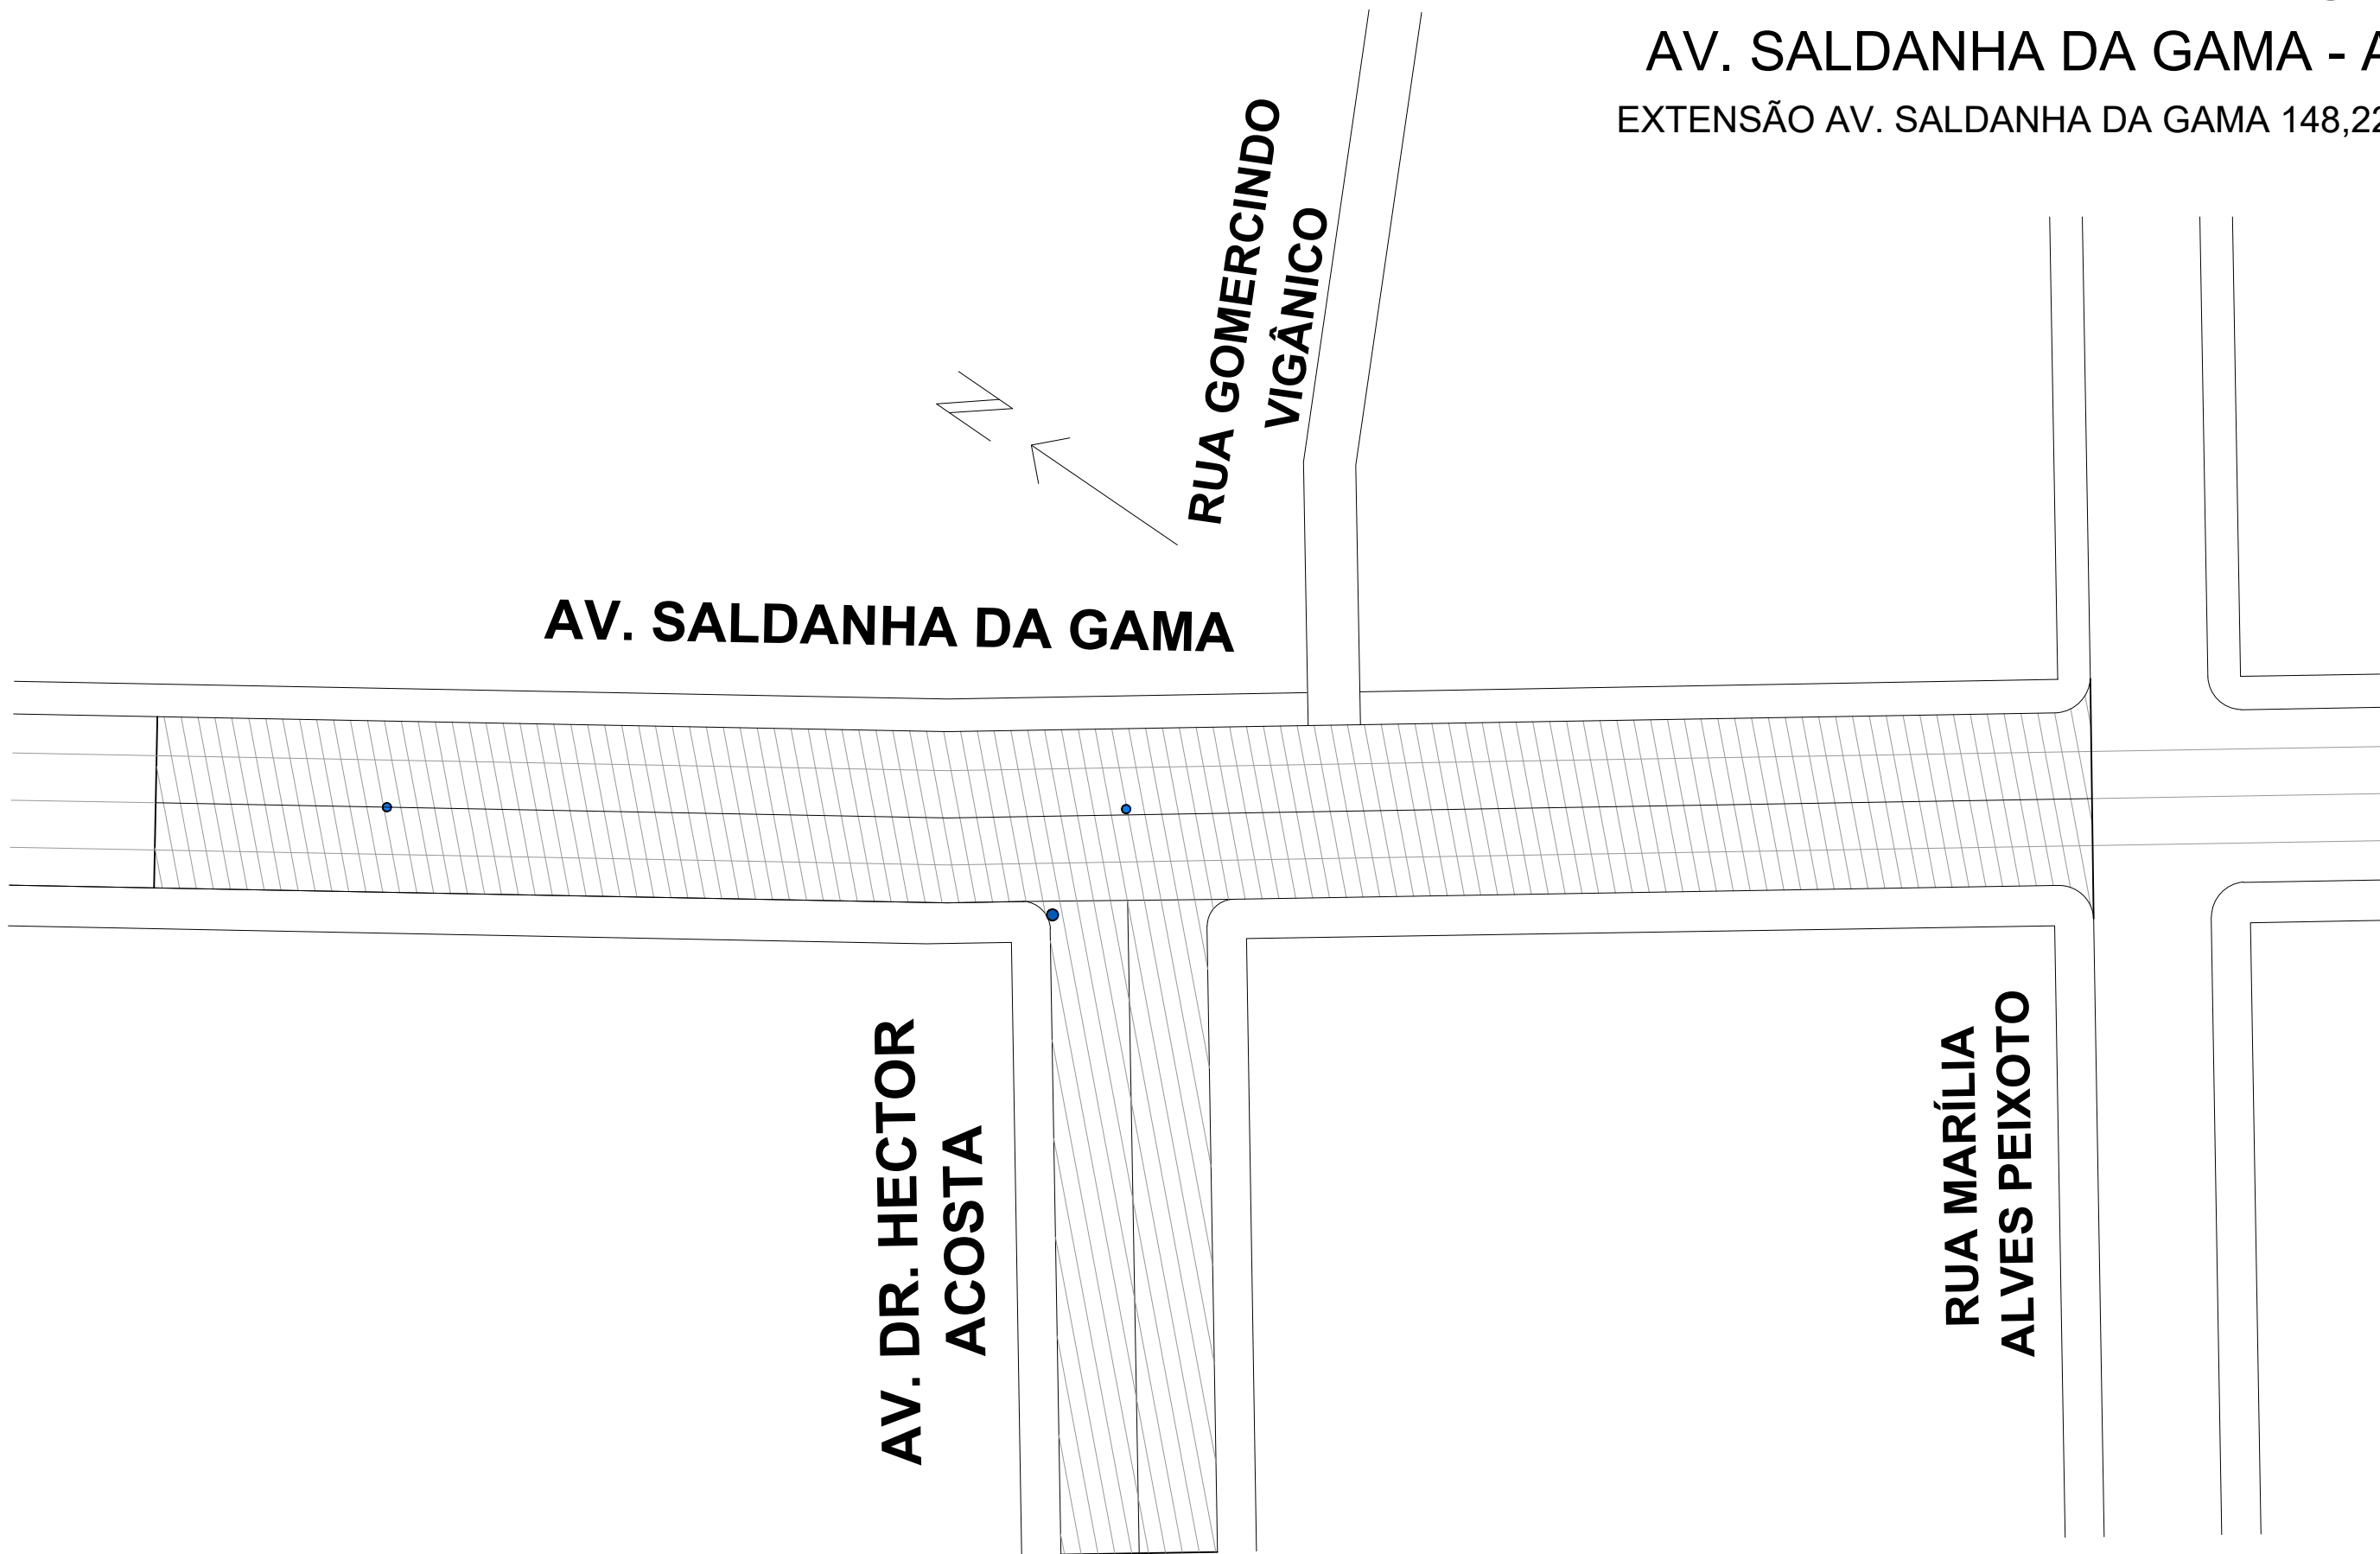 AV. SALDANHA DA GAMA - A
EXTENSÃO AV. SALDANHA DA GAMA 148,22
RUA GOMERCINDO
VIGÂNICO
AV. SALDANHA DA GAMA
AV. DR. HECTOR
ACOSTA
RUA MARÍLIA
ALVES PEIXOTO